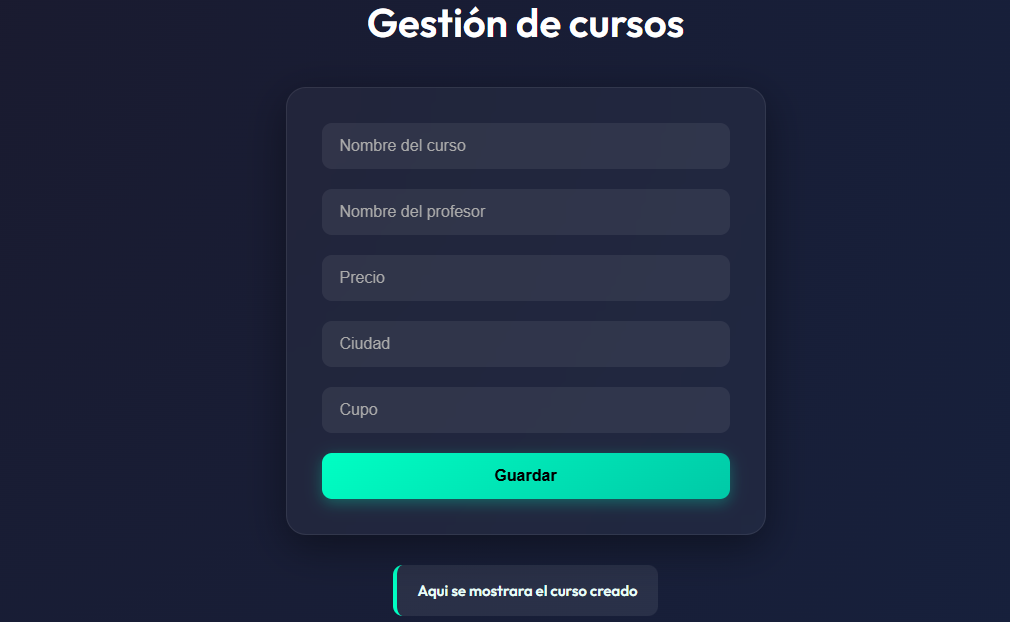 Gestión de cursos
Nombre del curso
Nombre del profesor
Precio
Ciudad
Cupo
Guardar
Aqui se mostrara el curso creado